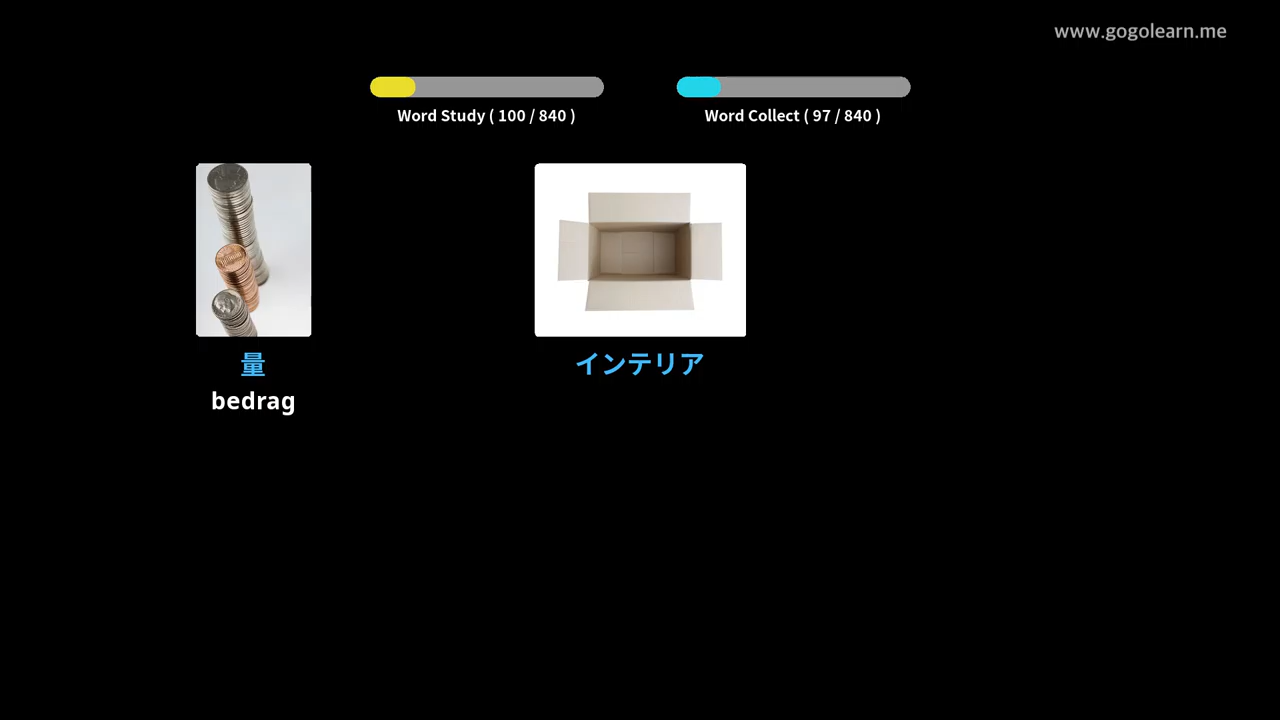 www.gogolearn.me
Word Study ( 100 / 840 )
Word Collect ( 97 / 840 )
量
bedrag
インテリア